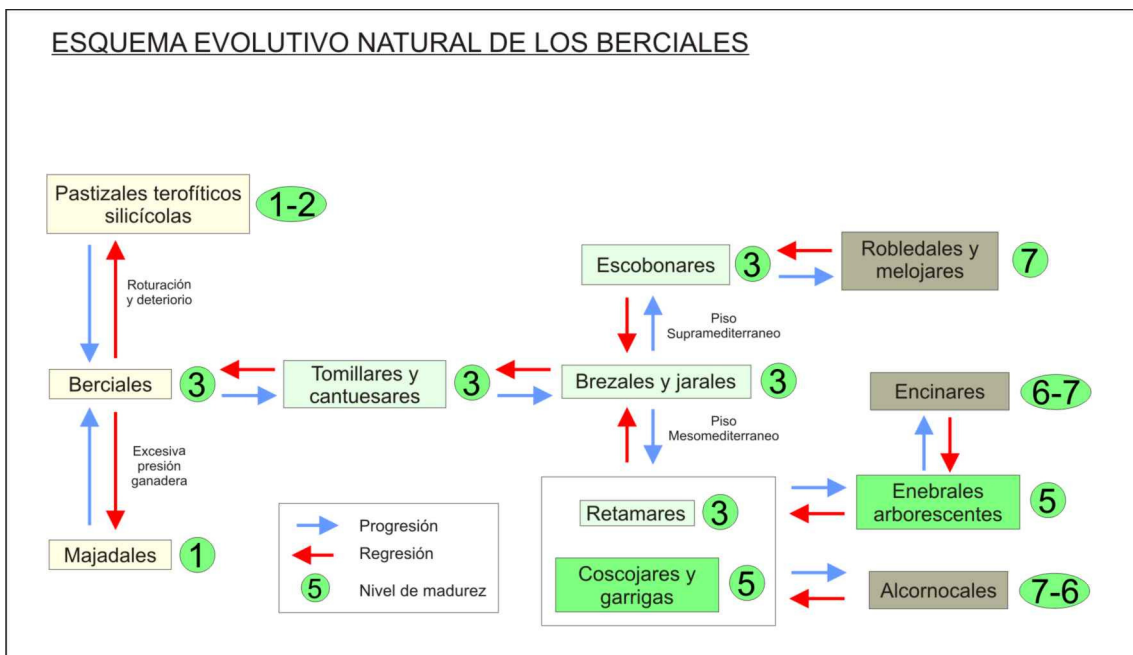 ESQUEMA EVOLUTIVO NATURAL DE LOS BERCIALES
Pastizales terofíticos
silicícolas
1-2
Roturación
y deterioro
Escobonares
3
Robledales y
melojares
7
Piso
Supramediterraneo
Berciales
3
Tomillares y
cantuesares
3
Brezales y jarales
3
Encinares
6-7
Excesiva
presión
ganadera
Piso
Mesomediterraneo
Majadales
1
Progresión
Regresión
5
Nivel de madurez
Retamares
3
Coscojares y
garrigas
5
Enebrales
arborescentes
5
Alcornocales
7-6